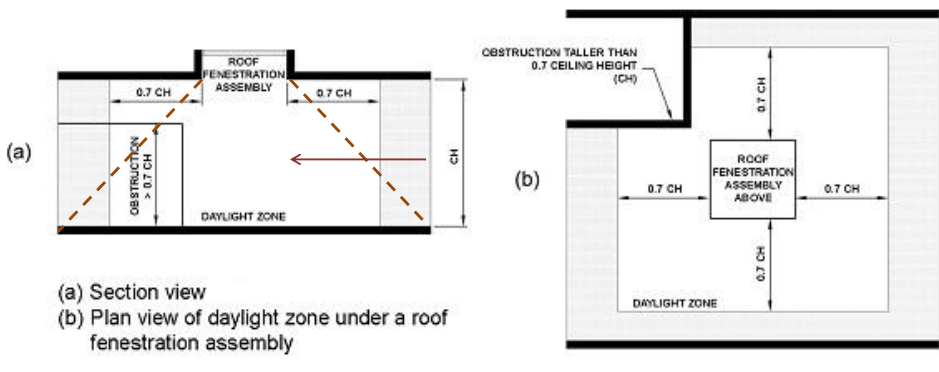 ROOF
FENESTRATION
ASSEMBLY
0.7 CH
0.7 CH
(a)
OBSTRUCTION
> 0.7 CH
CH
DAYLIGHT ZONE
(a) Section view
(b) Plan view of daylight zone under a roof
fenestration assembly
OBSTRUCTION TALLER THAN
0.7 CEILING HEIGHT
(CH)
0.7 CH
(b)
ROOF
FENESTRATION
ASSEMBLY
ABOVE
0.7 CH
0.7 CH
0.7 CH
DAYLIGHT ZONE